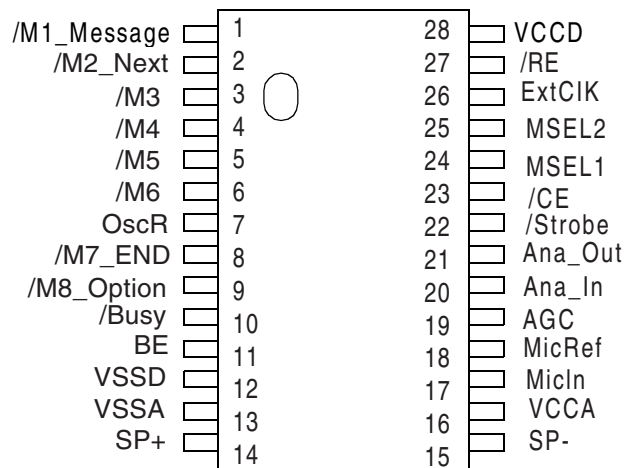 /M1_Message 1 28 VCCD
/M2_Next 2 27 /RE
/M3 3 26 ExtClK
/M4 4 25 MSEL2
/M5 5 24 MSEL1
/M6 6 23 /CE
OscR 7 22 /Strobe
/M7_END 8 21 Ana_Out
/M8_Option 9 20 Ana_In
/Busy 10 19 AGC
BE 11 18 MicRef
VSSD 12 17 MicIn
VSSA 13 16 VCCA
SP+ 14 15 SP-